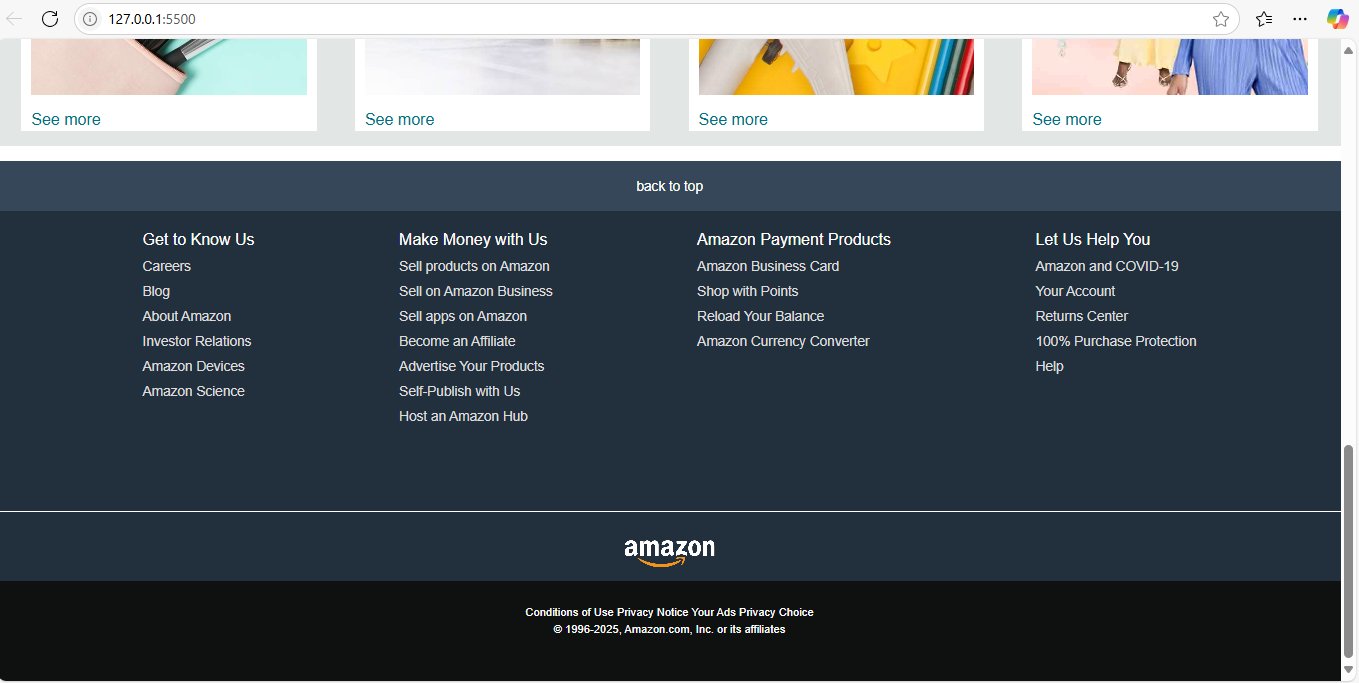 127.0.0.1:5500
See more See more See more See more
back to top
Get to Know Us
Careers
Blog
About Amazon
Investor Relations
Amazon Devices
Amazon Science
Make Money with Us
Sell products on Amazon
Sell on Amazon Business
Sell apps on Amazon
Become an Affiliate
Advertise Your Products
Self-Publish with Us
Host an Amazon Hub
Amazon Payment Products
Amazon Business Card
Shop with Points
Reload Your Balance
Amazon Currency Converter
Let Us Help You
Amazon and COVID-19
Your Account
Returns Center
100% Purchase Protection
Help
amazon
Conditions of Use Privacy Notice Your Ads Privacy Choice
© 1996-2025, Amazon.com, Inc. or its affiliates